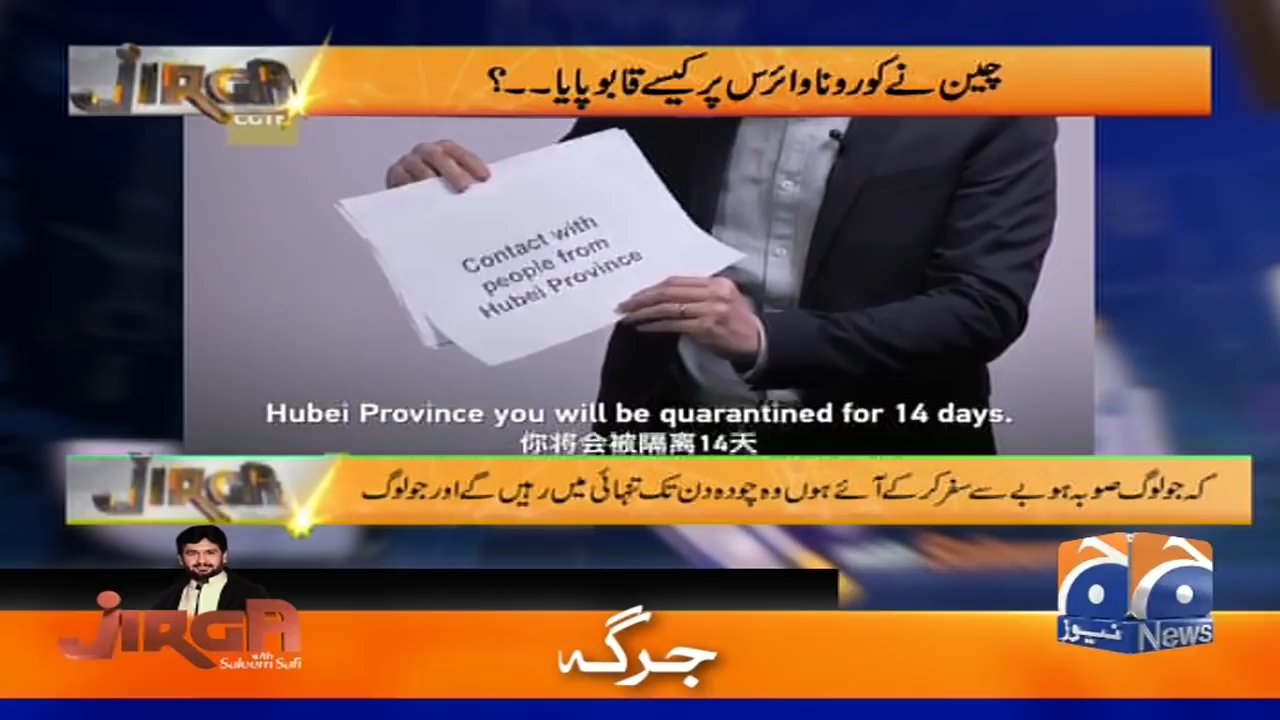 JIRGA
چین نے کورونا وائرس پر کیسے قابو پایا۔۔۔؟
CGTN
Contact with
people from
Hubei Province
Hubei Province you will be quarantined for 14 days.
你将会被隔离14天
JIRGA
کہ جو لوگ صوبہ ہوبے سے سفر کر کے آئے ہوں وہ چودہ دن تک تنہائی میں رہیں گے اور جو لوگ
JIRGA
with
Saleem Safi
جرگہ
نیوز News